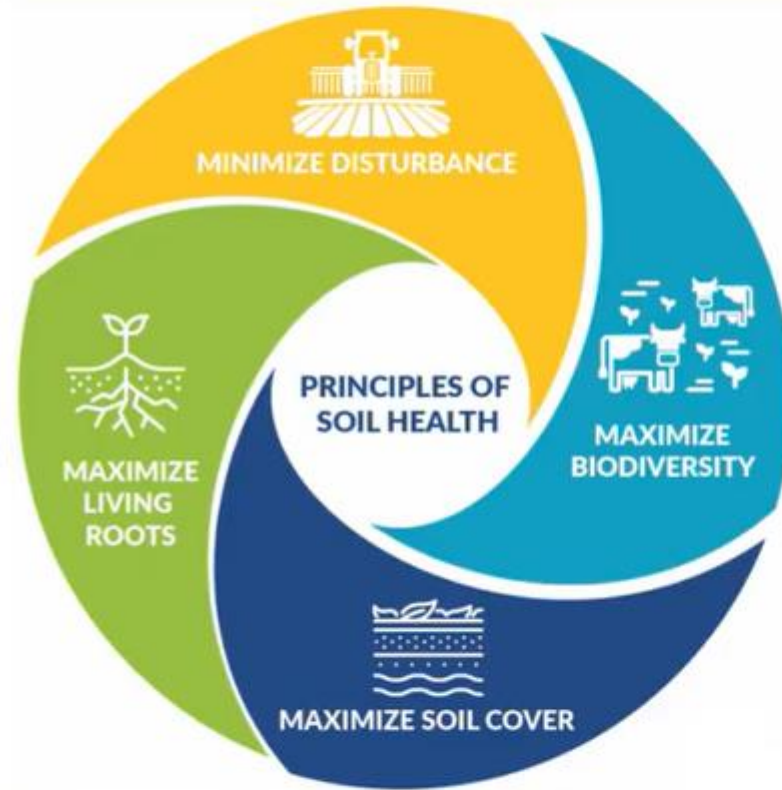 MINIMIZE DISTURBANCE
PRINCIPLES OF
SOIL HEALTH
MAXIMIZE
BIODIVERSITY
MAXIMIZE
LIVING
ROOTS
MAXIMIZE SOIL COVER